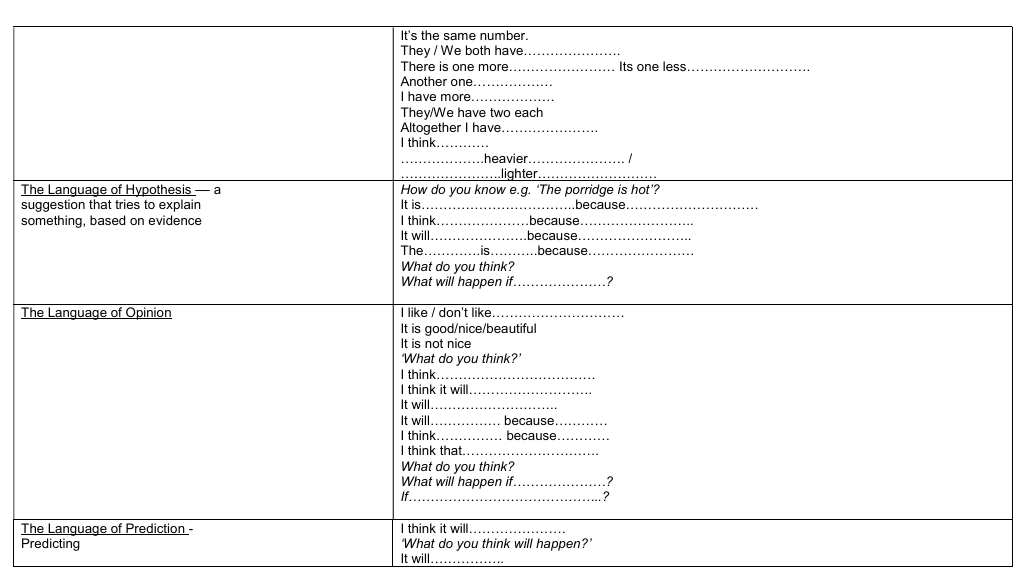 It's the same number.
They / We both have………………….
There is one more…………………… Its one less……………………….
Another one………………
I have more………………
They/We have two each
Altogether I have………………….
I think…………
……………….heavier…………………. /
………………….lighter………………………
The Language of Hypothesis — a
suggestion that tries to explain
something, based on evidence
How do you know e.g. 'The porridge is hot'?
It is……………………………..because…………………………
I think…………………because……………………..
It will………………….because……………………..
The………….is………..because……………………
What do you think?
What will happen if…………………?
The Language of Opinion
I like / don't like…………………………
It is good/nice/beautiful
It is not nice
'What do you think?'
I think………………………………
I think it will……………………….
It will………………………..
It will……………. because…………
I think…………… because…………
I think that……………………….
What do you think?
What will happen if…………………?
If……………………………………..?
The Language of Prediction -
Predicting
I think it will………………….
'What do you think will happen?'
It will……………..